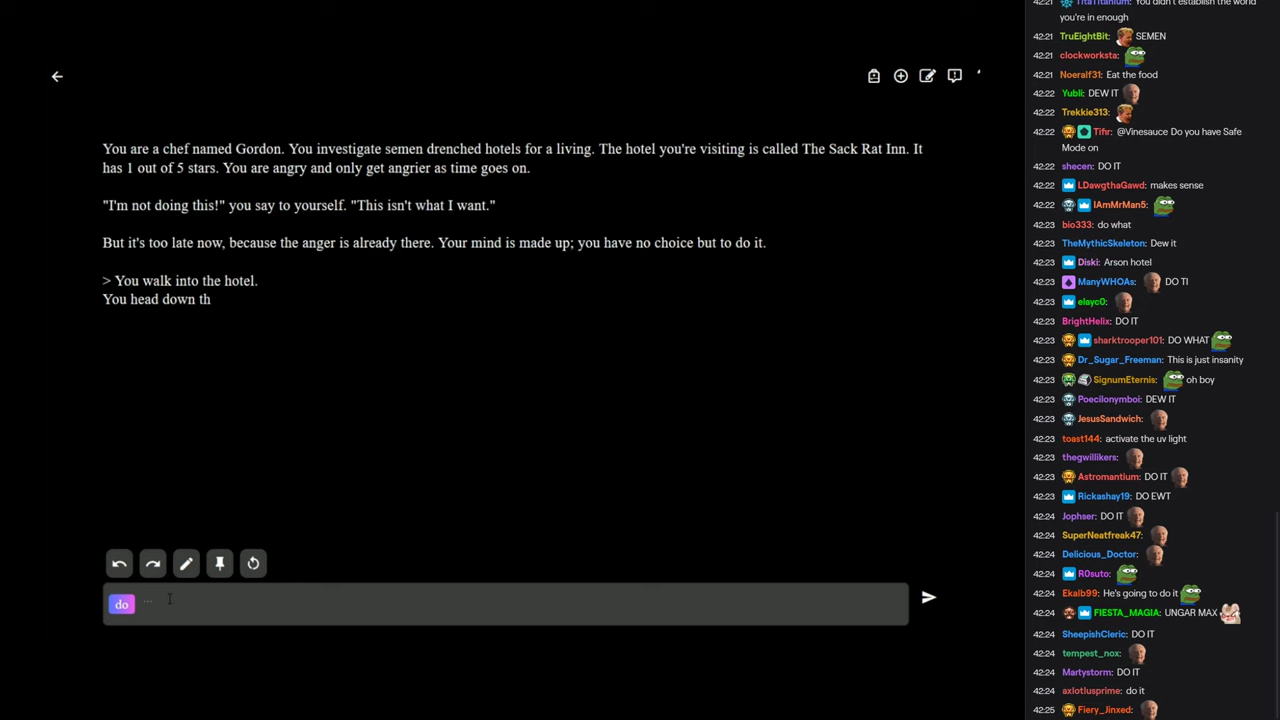 You are a chef named Gordon. You investigate semen drenched hotels for a living. The hotel you're visiting is called The Sack Rat Inn. It
has 1 out of 5 stars. You are angry and only get angrier as time goes on.
"I'm not doing this!" you say to yourself. "This isn't what I want."
But it's too late now, because the anger is already there. Your mind is made up; you have no choice but to do it.
> You walk into the hotel.
You head down th
do ...
42:21 TitaTitanium: You didn't establish the world
you're in enough
42:21 TruEightBit: SEMEN
42:21 clockworksta:
42:21 Noeralf31: Eat the food
42:22 Yubli: DEW IT
42:22 Trekkie313:
42:22 Tifir: @Vinesauce Do you have Safe
Mode on
42:22 shecen: DO IT
42:22 LDawgthaGawd: makes sense
42:22 IAmMrMan5:
42:23 bio333: do what
42:23 TheMythicSkeleton: Dew it
42:23 Diski: Arson hotel
42:23 ManyWHOAs: DO TI
42:23 elayc0:
42:23 BrightHelix: DO IT
42:23 sharktrooper101: DO WHAT
42:23 Dr_Sugar_Freeman: This is just insanity
42:23 SignumEternis: oh boy
42:23 Poecilonymboi: DEW IT
42:23 JesusSandwich:
42:23 toast144: activate the uv light
42:23 thegwillikers:
42:23 Astromantium: DO IT
42:23 Rickashay19: DO EWT
42:24 Jophser: DO IT
42:24 SuperNeatfreak47:
42:24 Delicious_Doctor:
42:24 R0suto:
42:24 Ekalb99: He's going to do it
42:24 FIESTA_MAGIA: UNGAR MAX
42:24 SheepishCleric: DO IT
42:24 tempest_nox:
42:24 Martystorm: DO IT
42:24 axlotlusprime: do it
42:25 Fiery_Jinxed: